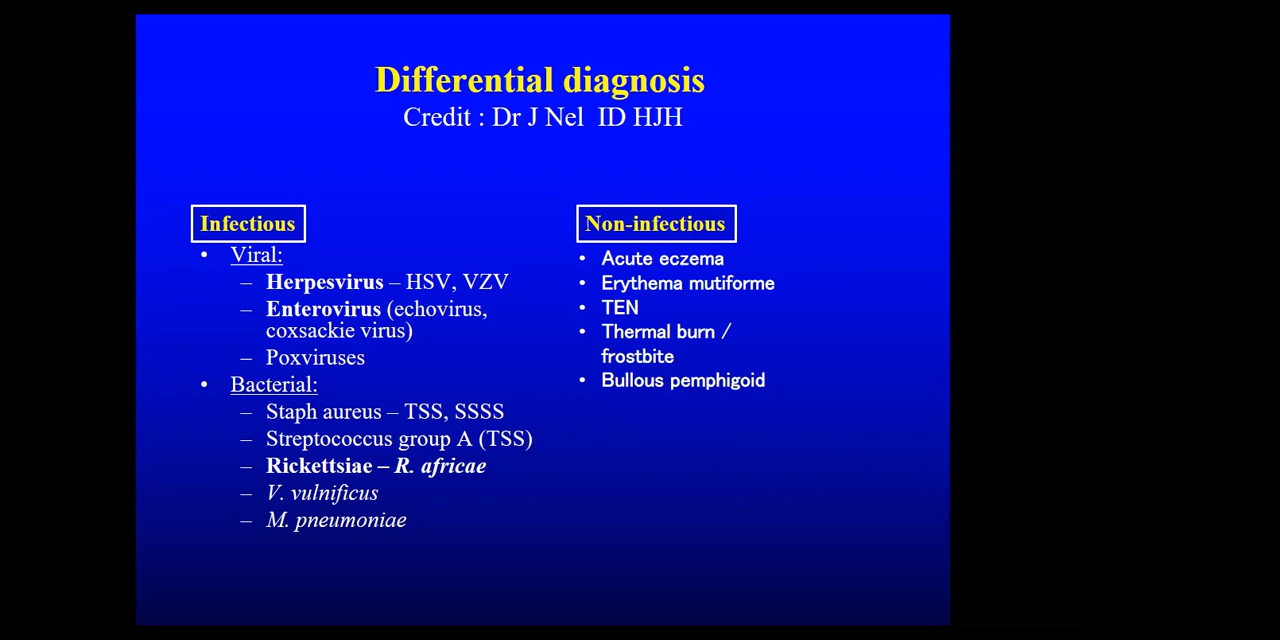 Differential diagnosis
Credit : Dr J Nel  ID HJH
Infectious
• Viral:
– Herpesvirus – HSV, VZV
– Enterovirus (echovirus,
coxsackie virus)
– Poxviruses
• Bacterial:
– Staph aureus – TSS, SSSS
– Streptococcus group A (TSS)
– Rickettsiae – R. africae
– V. vulnificus
– M. pneumoniae
Non-infectious
• Acute eczema
• Erythema mutiforme
• TEN
• Thermal burn /
frostbite
• Bullous pemphigoid